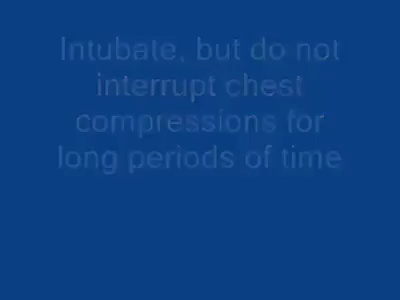 Intubate, but do not
interrupt chest
compressions for
long periods of time